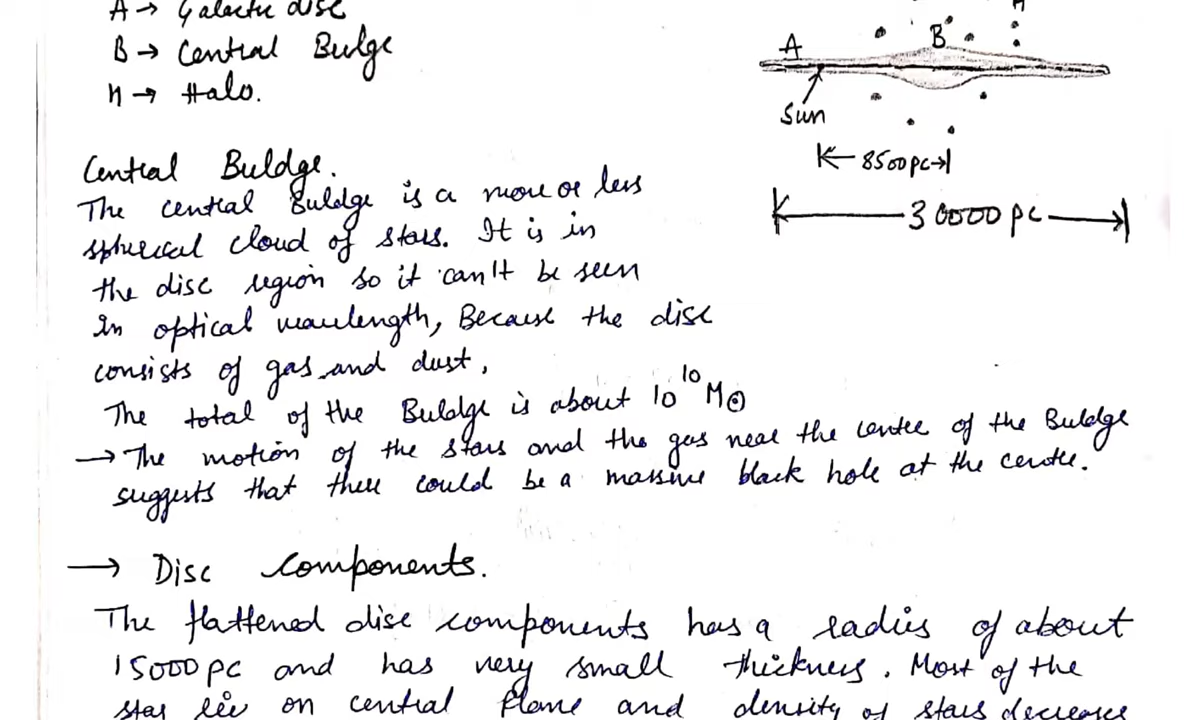 A → Galactic disc
B → Central Bulge
H → Halo.
H
B
A
Sun
8500pc
30000 pc
Central Buldge.
The central Buldge is a more or less
spherical cloud of stars. It is in
the disc region so it can't be seen
In optical wavelength, Because the disc
consists of gas and dust.
The total of the Buldge is about 10¹⁰ M⊙
→ The motion of the stars and the gas near the centre of the Buldge
suggests that there could be a massive black hole at the centre.
→ Disc components.
The flattened disc components has a radius of about
15000pc and has very small thickness. Most of the
star lie on central plane and density of stars decreases